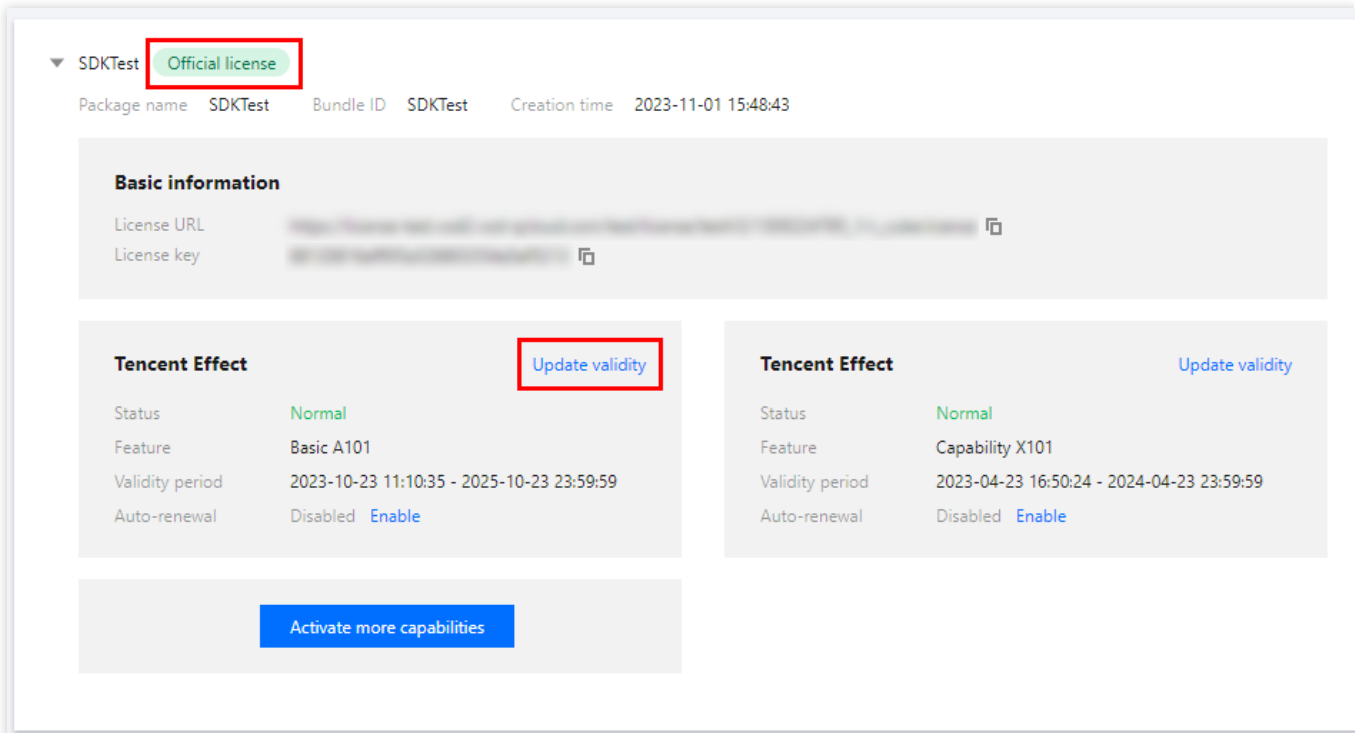 SDKTest Official license
Package name SDKTest Bundle ID SDKTest Creation time 2023-11-01 15:48:43
Basic information
License URL
License key
Tencent Effect Update validity
Status Normal
Feature Basic A101
Validity period 2023-10-23 11:10:35 - 2025-10-23 23:59:59
Auto-renewal Disabled Enable
Tencent Effect Update validity
Status Normal
Feature Capability X101
Validity period 2023-04-23 16:50:24 - 2024-04-23 23:59:59
Auto-renewal Disabled Enable
Activate more capabilities